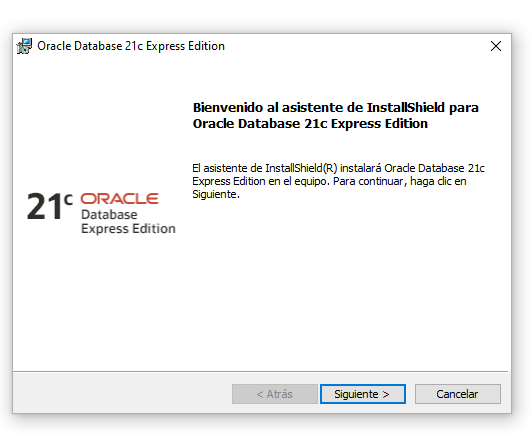 Oracle Database 21c Express Edition
Bienvenido al asistente de InstallShield para
Oracle Database 21c Express Edition
El asistente de InstallShield(R) instalará Oracle Database 21c
Express Edition en el equipo. Para continuar, haga clic en
Siguiente.
21c ORACLE
Database
Express Edition
< Atrás Siguiente > Cancelar